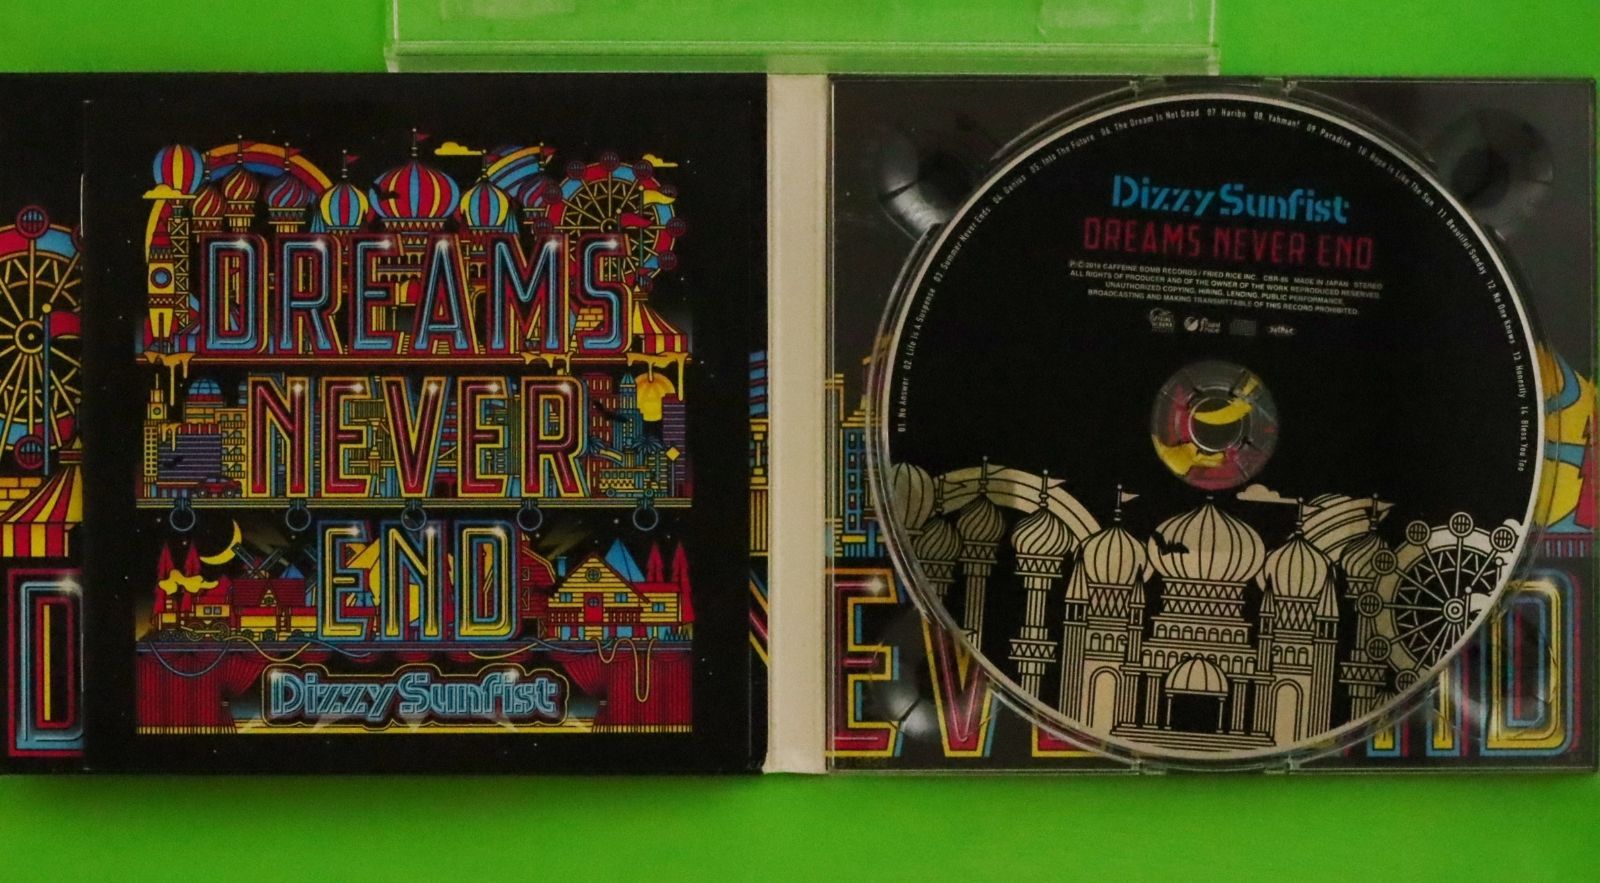 DREAMS
NEVER
END
Dizzy Sunfist
01. No Answer 02. Life Is A Suspense 03. Summer Never Ends 04. Genius 05. Into The Future 06. The Dream Is Not Dead 07. Haribo 08. Yahman! 09. Paradise 10. Hope Is Like The Sun 11. Beautiful Sunday 12. No One Knows 13. Honestly 14. Bless You Too
Dizzy Sunfist
DREAMS NEVER END
Ⓟ© 2018 CAFFEINE BOMB RECORDS / FRIED RICE INC. CBR-95 MADE IN JAPAN STEREO
ALL RIGHTS OF PRODUCER AND OF THE OWNER OF THE WORK REPRODUCED RESERVED.
UNAUTHORIZED COPYING, HIRING, LENDING, PUBLIC PERFORMANCE,
BROADCASTING AND MAKING TRANSMITTABLE OF THIS RECORD PROHIBITED.
D
EVE
ND